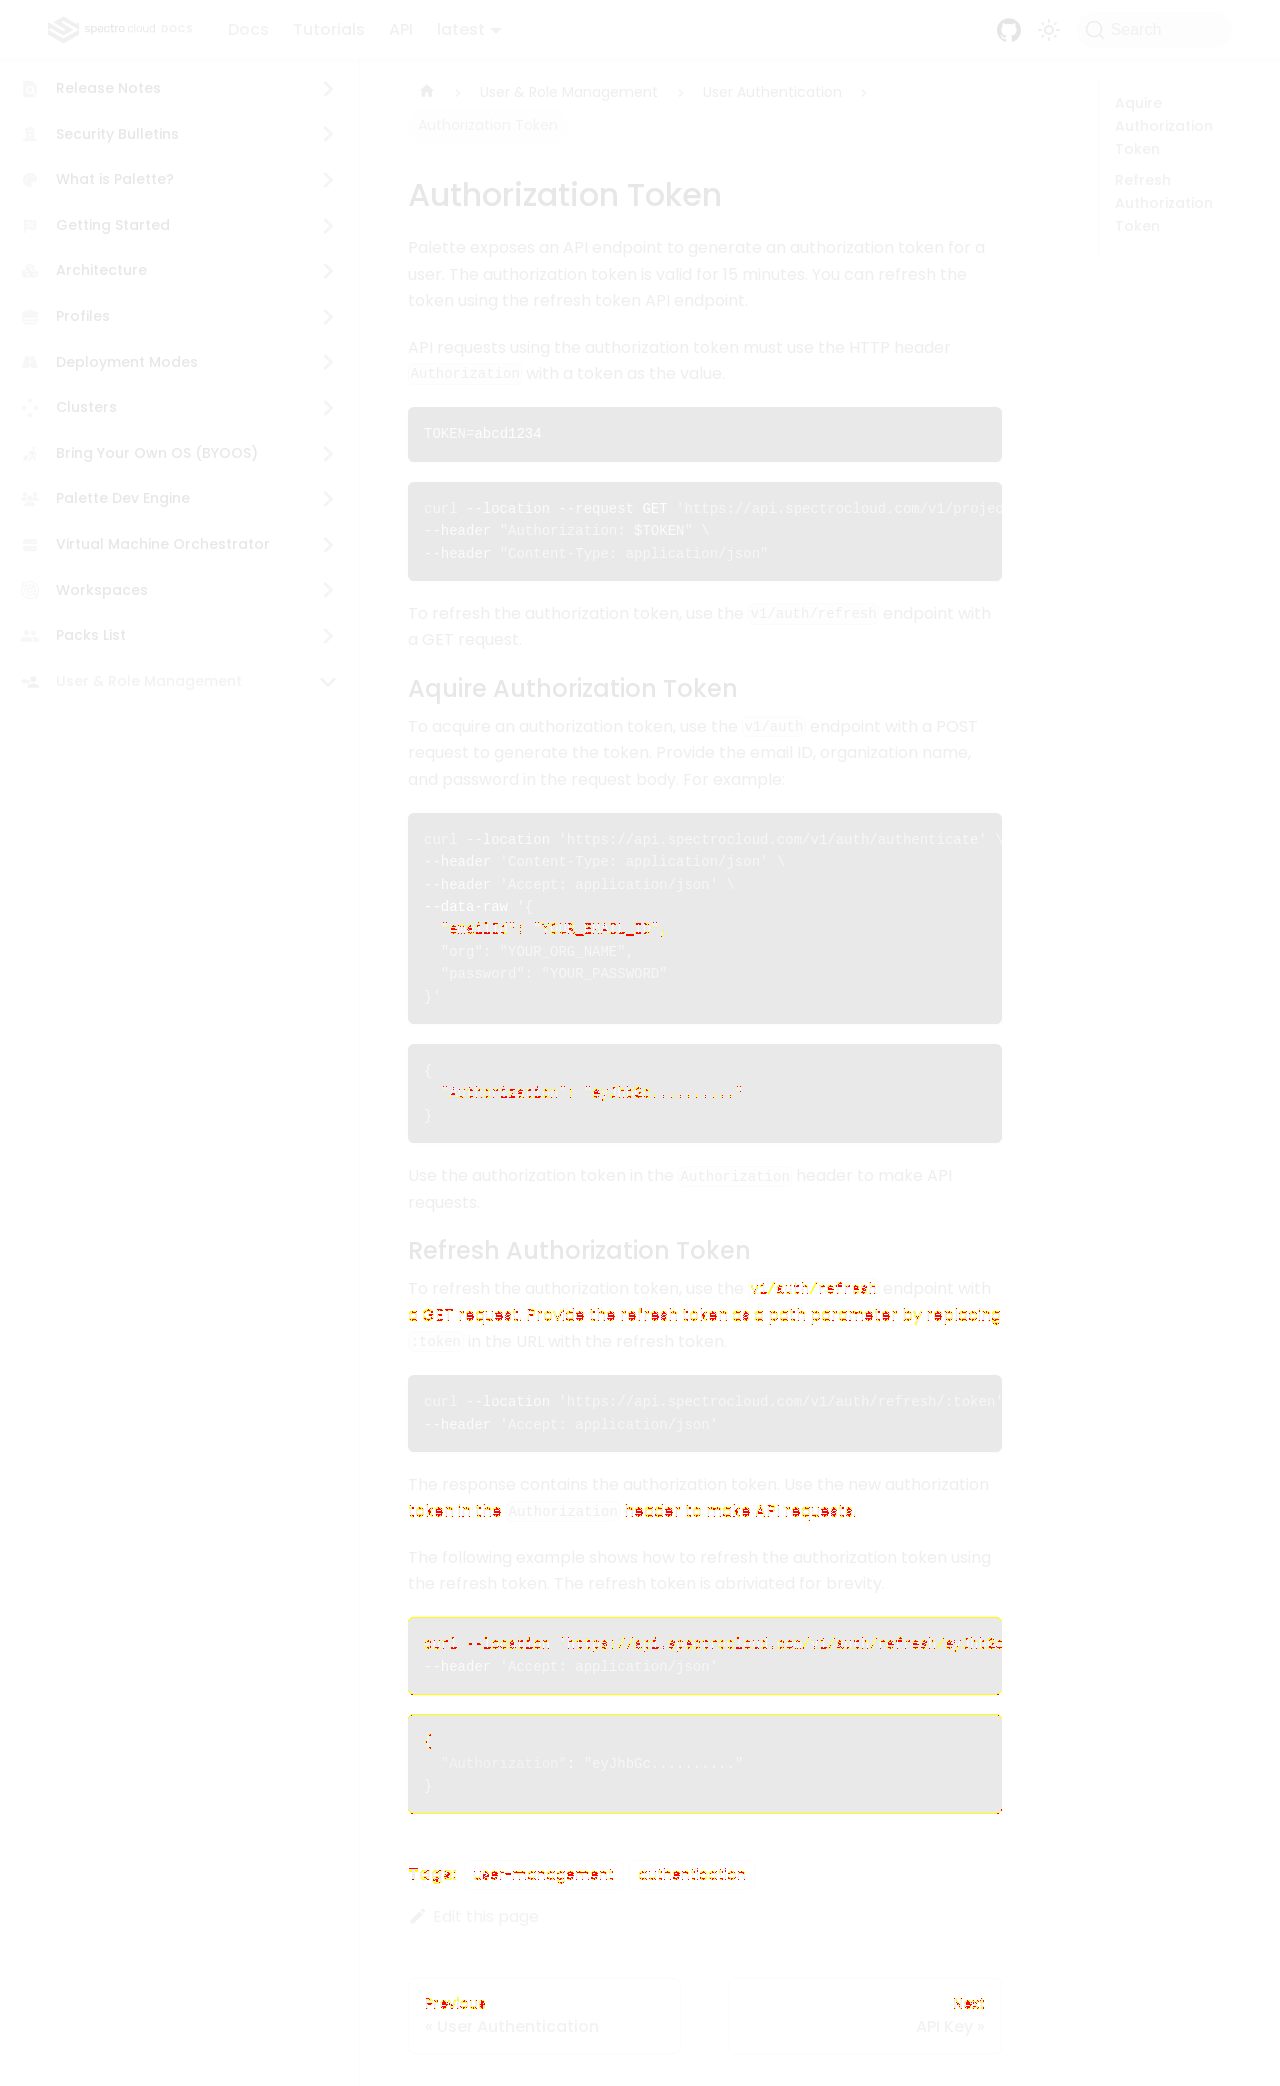 spectro cloud DOCS
Docs Tutorials API latest
Search
Release Notes
Security Bulletins
What is Palette?
Getting Started
Architecture
Profiles
Deployment Modes
Clusters
Bring Your Own OS (BYOOS)
Palette Dev Engine
Virtual Machine Orchestrator
Workspaces
Packs List
User & Role Management
User & Role Management > User Authentication >
Authorization Token
Authorization Token
Palette exposes an API endpoint to generate an authorization token for a
user. The authorization token is valid for 15 minutes. You can refresh the
token using the refresh token API endpoint.
API requests using the authorization token must use the HTTP header
Authorization with a token as the value.
TOKEN=abcd1234
curl --location --request GET 'https://api.spectrocloud.com/v1/projec
--header "Authorization: $TOKEN" \
--header "Content-Type: application/json"
To refresh the authorization token, use the v1/auth/refresh endpoint with
a GET request.
Aquire Authorization Token
To acquire an authorization token, use the v1/auth endpoint with a POST
request to generate the token. Provide the email ID, organization name,
and password in the request body. For example:
curl --location 'https://api.spectrocloud.com/v1/auth/authenticate' \
--header 'Content-Type: application/json' \
--header 'Accept: application/json' \
--data-raw '{
"emailId": "YOUR_EMAIL_ID",
"org": "YOUR_ORG_NAME",
"password": "YOUR_PASSWORD"
}'
{
"Authorization": "eyJhbGc.........."
}
Use the authorization token in the Authorization header to make API
requests.
Refresh Authorization Token
To refresh the authorization token, use the v1/auth/refresh endpoint with
a GET request. Provide the refresh token as a path parameter by replacing
:token in the URL with the refresh token.
curl --location 'https://api.spectrocloud.com/v1/auth/refresh/:token'
--header 'Accept: application/json'
The response contains the authorization token. Use the new authorization
token in the Authorization header to make API requests.
The following example shows how to refresh the authorization token using
the refresh token. The refresh token is abriviated for brevity.
curl --location 'https://api.spectrocloud.com/v1/auth/refresh/eyJhbGc
--header 'Accept: application/json'
{
"Authorization": "eyJhbGc.........."
}
Tags: user-management authentication
Edit this page
Previous
« User Authentication
Next
API Key »
Aquire
Authorization
Token
Refresh
Authorization
Token